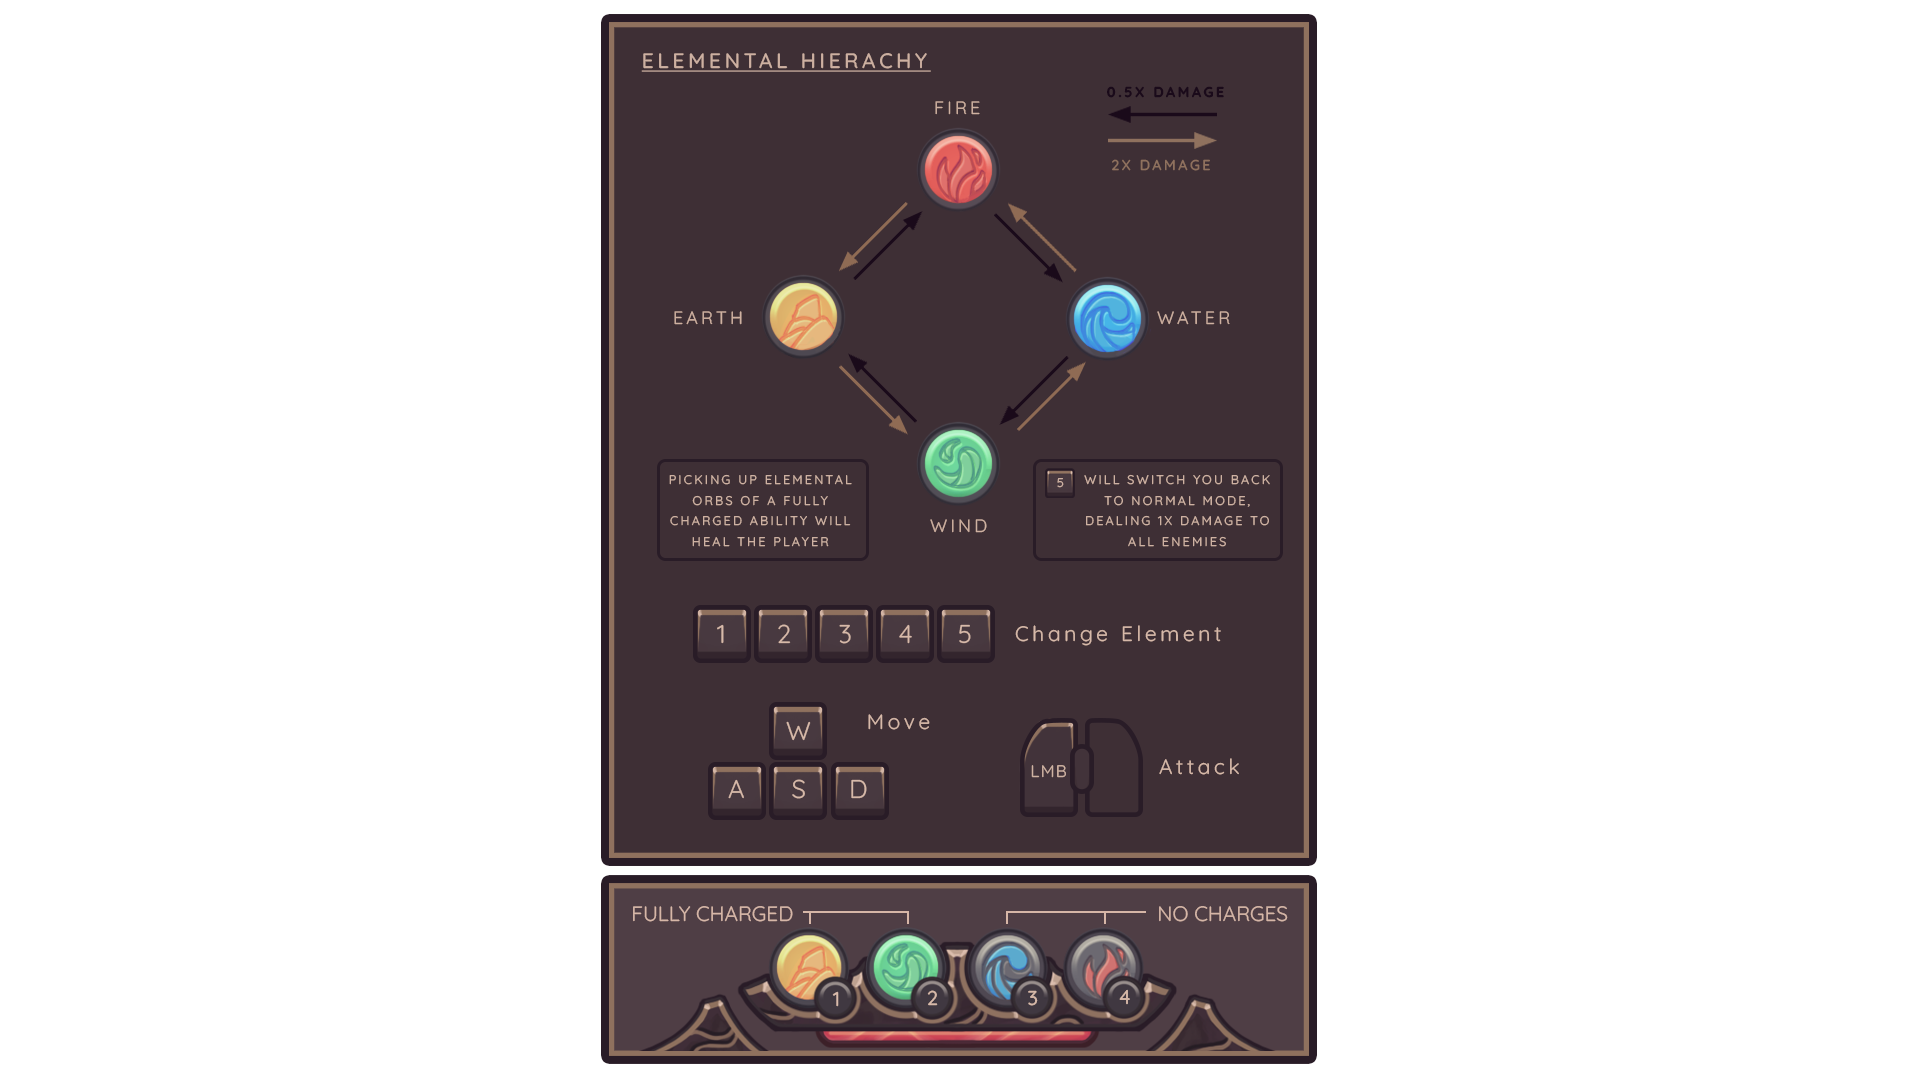 ELEMENTAL HIERACHY
0.5X DAMAGE
2X DAMAGE
FIRE
EARTH
WATER
WIND
PICKING UP ELEMENTAL
ORBS OF A FULLY
CHARGED ABILITY WILL
HEAL THE PLAYER
5 WILL SWITCH YOU BACK
TO NORMAL MODE,
DEALING 1X DAMAGE TO
ALL ENEMIES
1 2 3 4 5 Change Element
W Move
A S D
LMB Attack
FULLY CHARGED
NO CHARGES
1 2 3 4